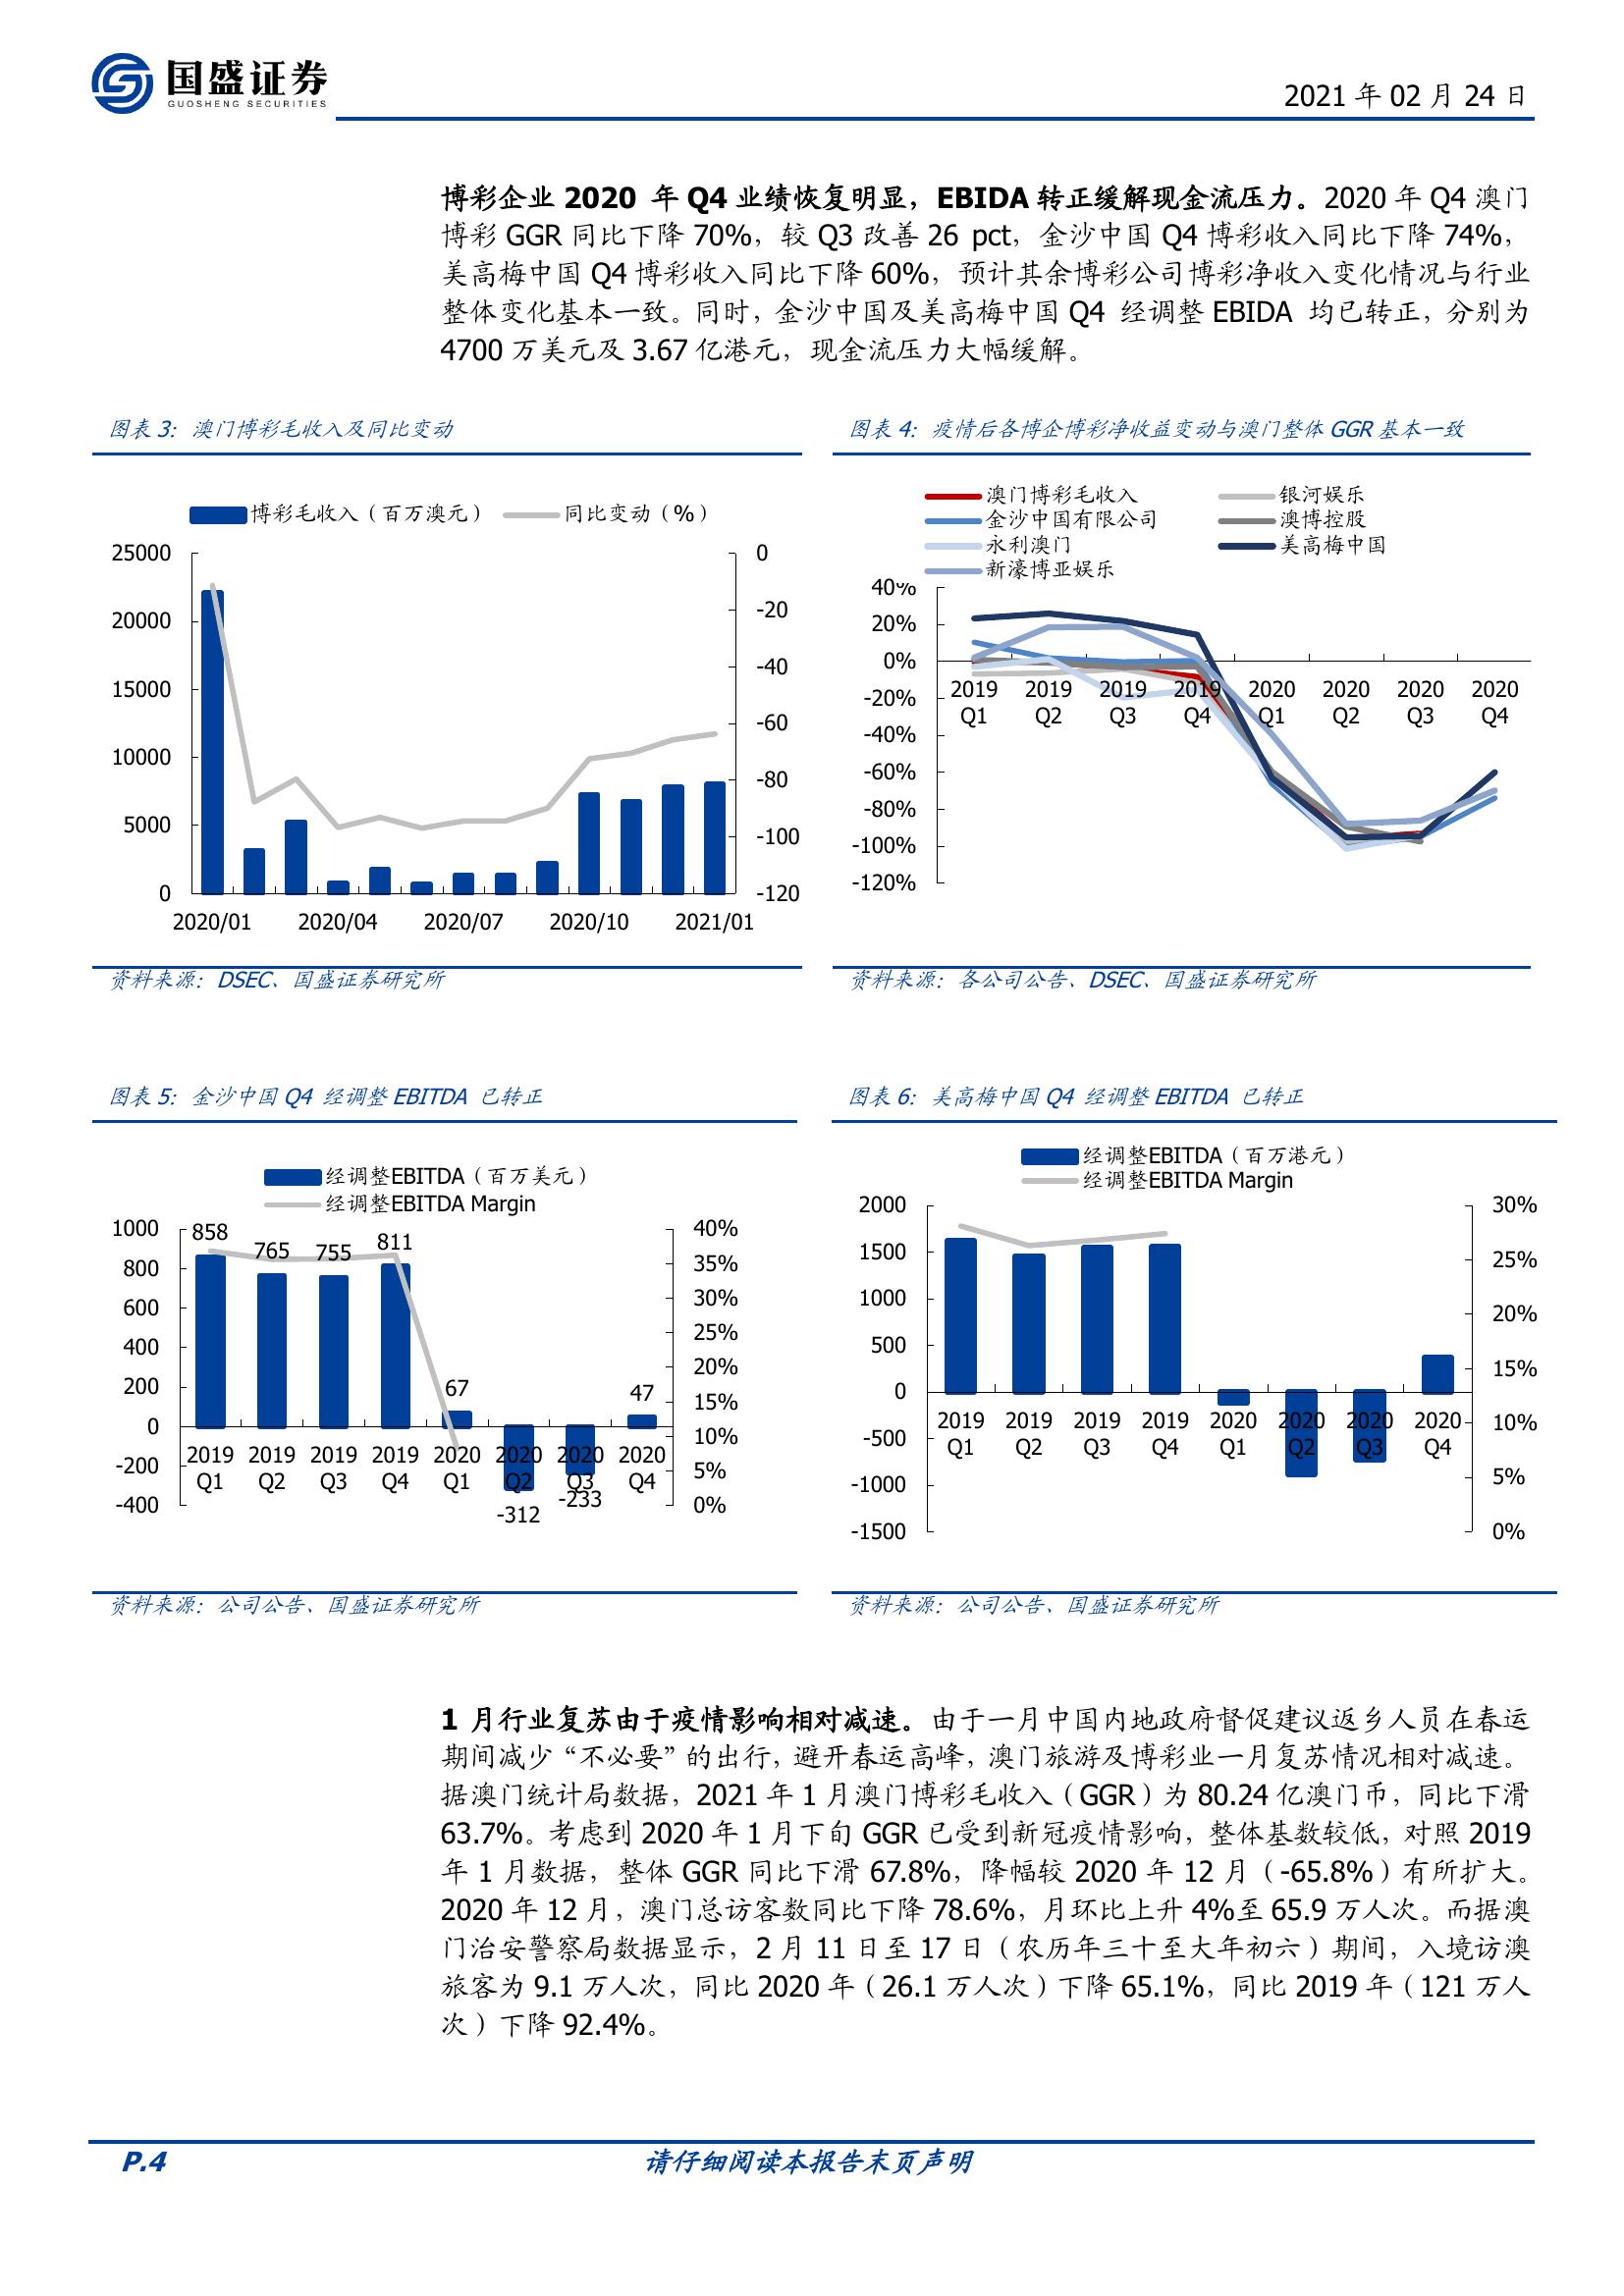 国盛证券
GUOSHENG SECURITIES
2021 年 02 月 24 日
博彩企业 2020 年 Q4 业绩恢复明显，EBIDA 转正缓解现金流压力。2020 年 Q4 澳门
博彩 GGR 同比下降 70%，较 Q3 改善 26 pct，金沙中国 Q4 博彩收入同比下降 74%，
美高梅中国 Q4 博彩收入同比下降 60%，预计其余博彩公司博彩净收入变化情况与行业
整体变化基本一致。同时，金沙中国及美高梅中国 Q4 经调整 EBIDA 均已转正，分别为
4700 万美元及 3.67 亿港元，现金流压力大幅缓解。
图表 3：澳门博彩毛收入及同比变动
博彩毛收入（百万澳元） 同比变动（%）
25000 0
20000 -20
15000 -40
10000 -60
5000 -80
0 -100
-120
2020/01 2020/04 2020/07 2020/10 2021/01
资料来源：DSEC、国盛证券研究所
图表 4：疫情后各博企博彩净收益变动与澳门整体 GGR 基本一致
澳门博彩毛收入 银河娱乐
金沙中国有限公司 澳博控股
永利澳门 美高梅中国
新濠博亚娱乐
40%
20%
0%
-20%
-40%
-60%
-80%
-100%
-120%
2019 2019 2019 2019 2020 2020 2020 2020
Q1 Q2 Q3 Q4 Q1 Q2 Q3 Q4
资料来源：各公司公告、DSEC、国盛证券研究所
图表 5：金沙中国 Q4 经调整 EBITDA 已转正
经调整EBITDA（百万美元）
经调整EBITDA Margin
1000
800
600
400
200
0
-200
-400
858 765 755 811 67 -312 -233 47
40%
35%
30%
25%
20%
15%
10%
5%
0%
2019 2019 2019 2019 2020 2020 2020 2020
Q1 Q2 Q3 Q4 Q1 Q2 Q3 Q4
资料来源：公司公告、国盛证券研究所
图表 6：美高梅中国 Q4 经调整 EBITDA 已转正
经调整EBITDA（百万港元）
经调整EBITDA Margin
2000
1500
1000
500
0
-500
-1000
-1500
30%
25%
20%
15%
10%
5%
0%
2019 2019 2019 2019 2020 2020 2020 2020
Q1 Q2 Q3 Q4 Q1 Q2 Q3 Q4
资料来源：公司公告、国盛证券研究所
1 月行业复苏由于疫情影响相对减速。由于一月中国内地政府督促建议返乡人员在春运
期间减少“不必要”的出行，避开春运高峰，澳门旅游及博彩业一月复苏情况相对减速。
据澳门统计局数据，2021 年 1 月澳门博彩毛收入（GGR）为 80.24 亿澳门币，同比下滑
63.7%。考虑到 2020 年 1 月下旬 GGR 已受到新冠疫情影响，整体基数较低，对照 2019
年 1 月数据，整体 GGR 同比下滑 67.8%，降幅较 2020 年 12 月（-65.8%）有所扩大。
2020 年 12 月，澳门总访客数同比下降 78.6%，月环比上升 4%至 65.9 万人次。而据澳
门治安警察局数据显示，2 月 11 日至 17 日（农历年三十至大年初六）期间，入境访澳
旅客为 9.1 万人次，同比 2020 年（26.1 万人次）下降 65.1%，同比 2019 年（121 万人
次）下降 92.4%。
P.4 请仔细阅读本报告末页声明